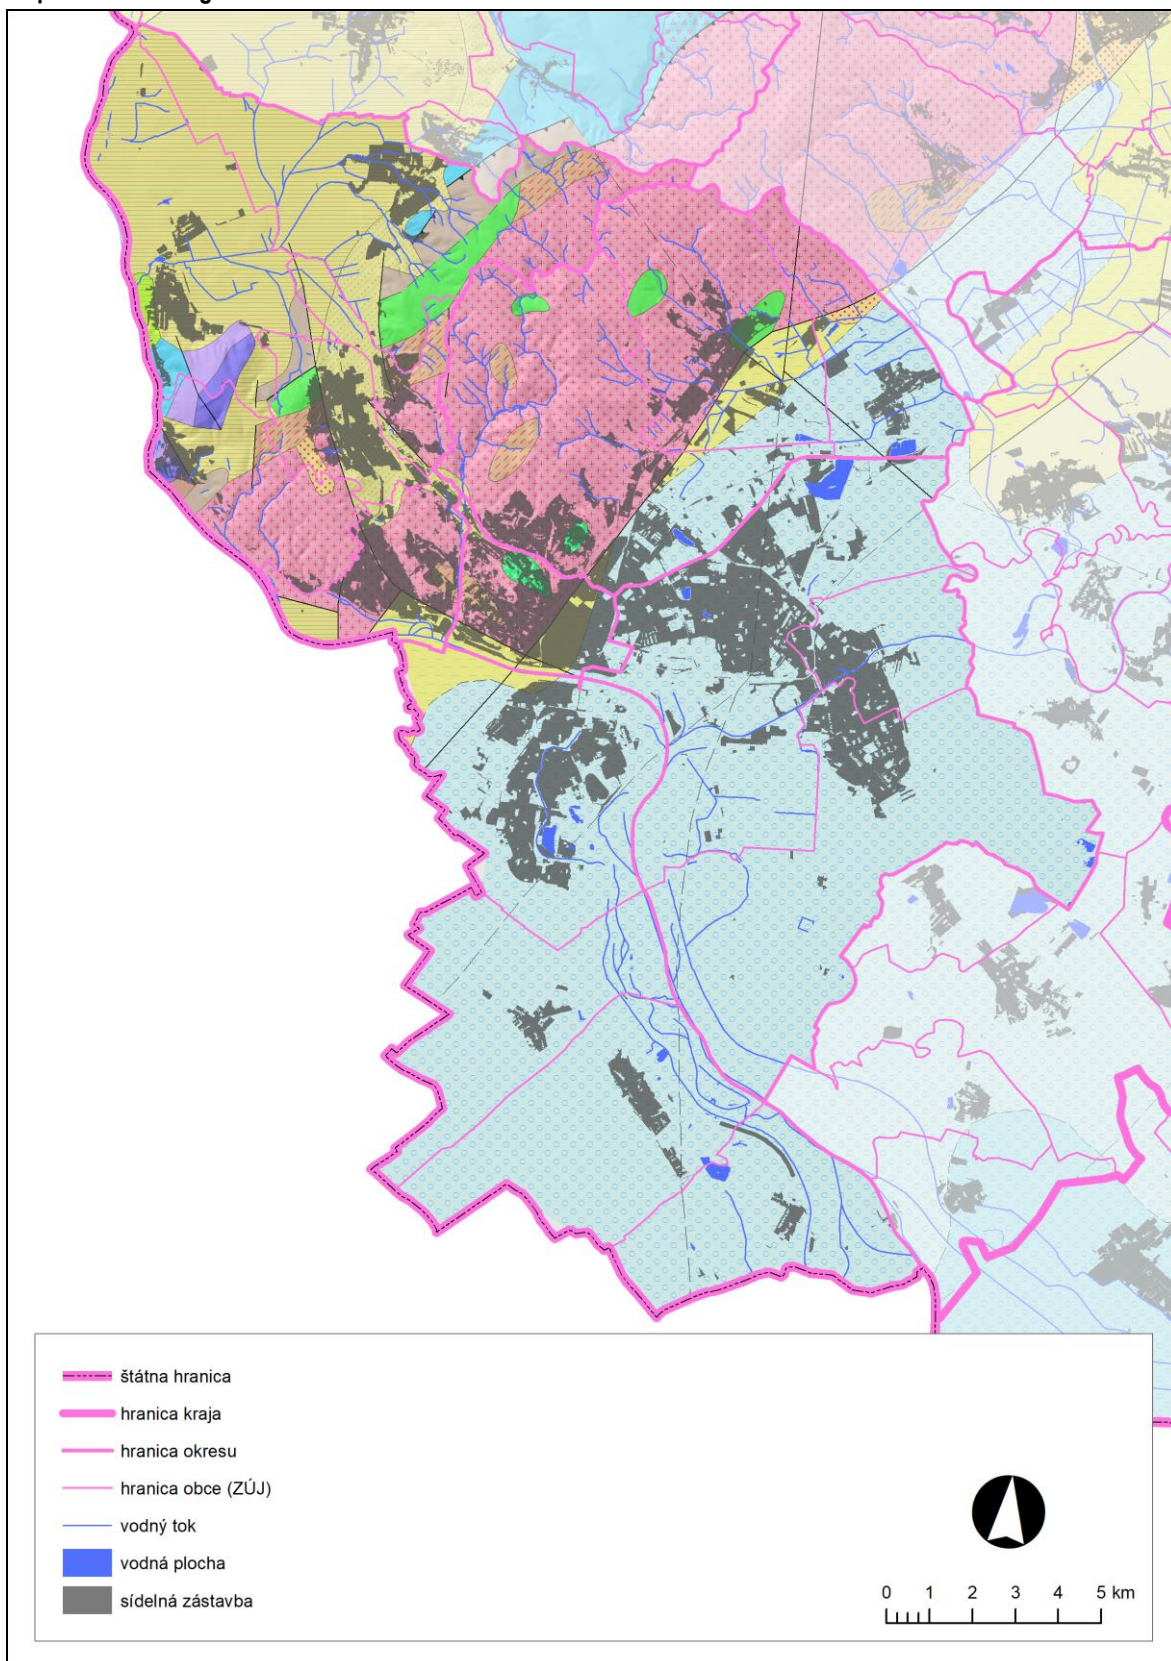 štátna hranica
hranica kraja
hranica okresu
hranica obce (ZÚJ)
vodný tok
vodná plocha
sídelná zástavba
0 1 2 3 4 5 km